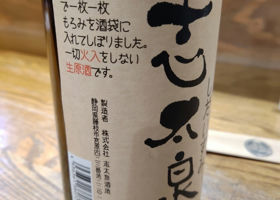 で一枚一枚
もろみを酒袋に
入れてしぼりました。
一切火入をしない
生原酒です。
製造者 株式会社 志太泉酒造
静岡県藤枝市宮原
志太泉